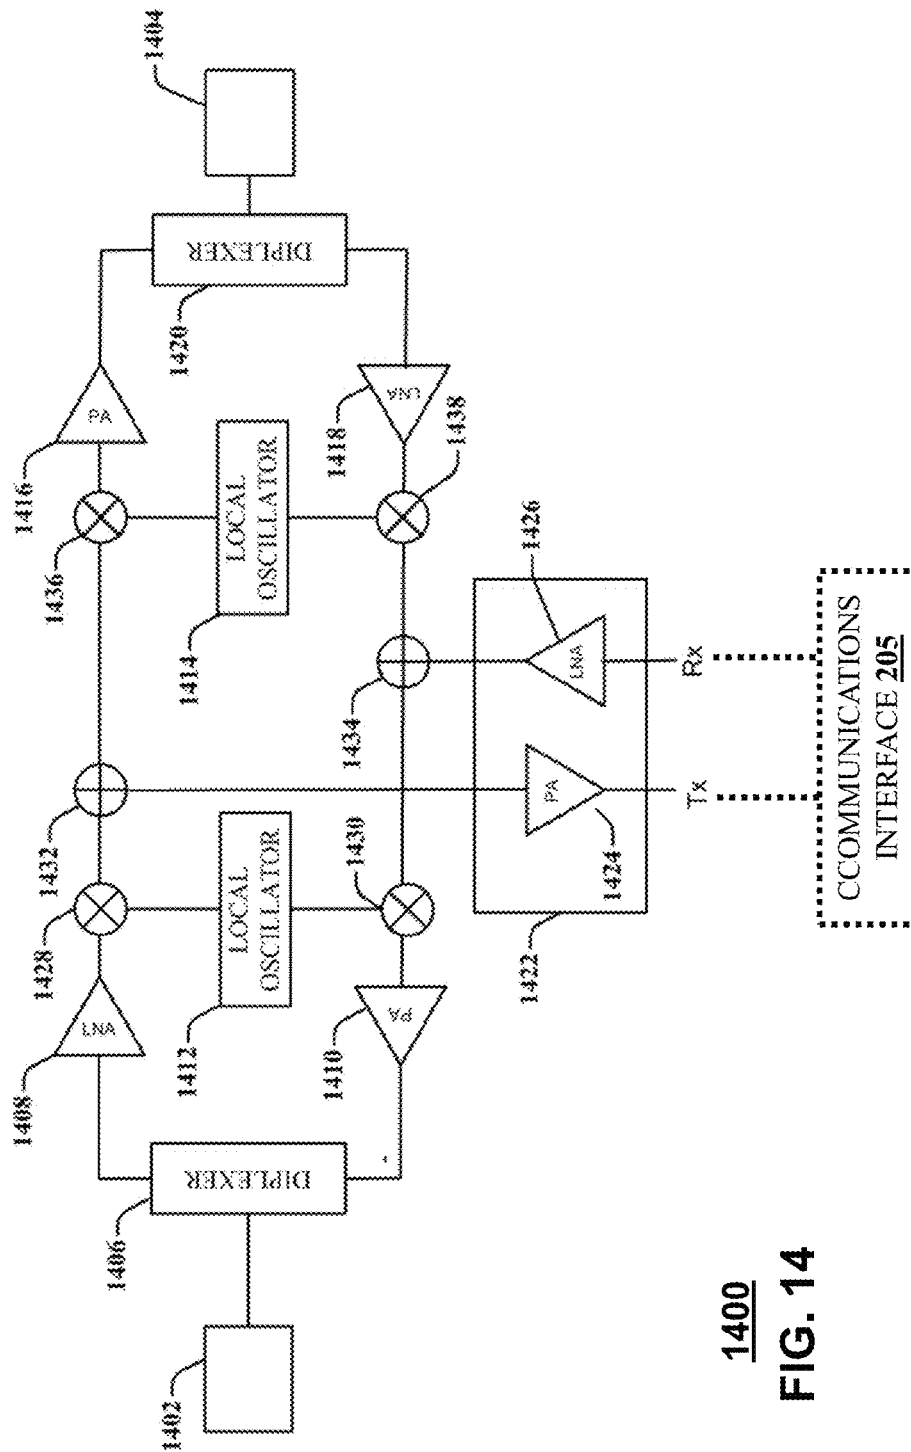 1404
DIPLEXER
1420
PA
1416
LNA
1418
1438
1436
LOCAL
OSCILLATOR
1414
1434
1426
LNA
Rx
1432
PA
1424
Tx
1422
CCOMMUNICATIONS
INTERFACE 205
1428
LOCAL
OSCILLATOR
1412
1430
LNA
1408
PA
1410
DIPLEXER
1406
1402
1400
FIG. 14